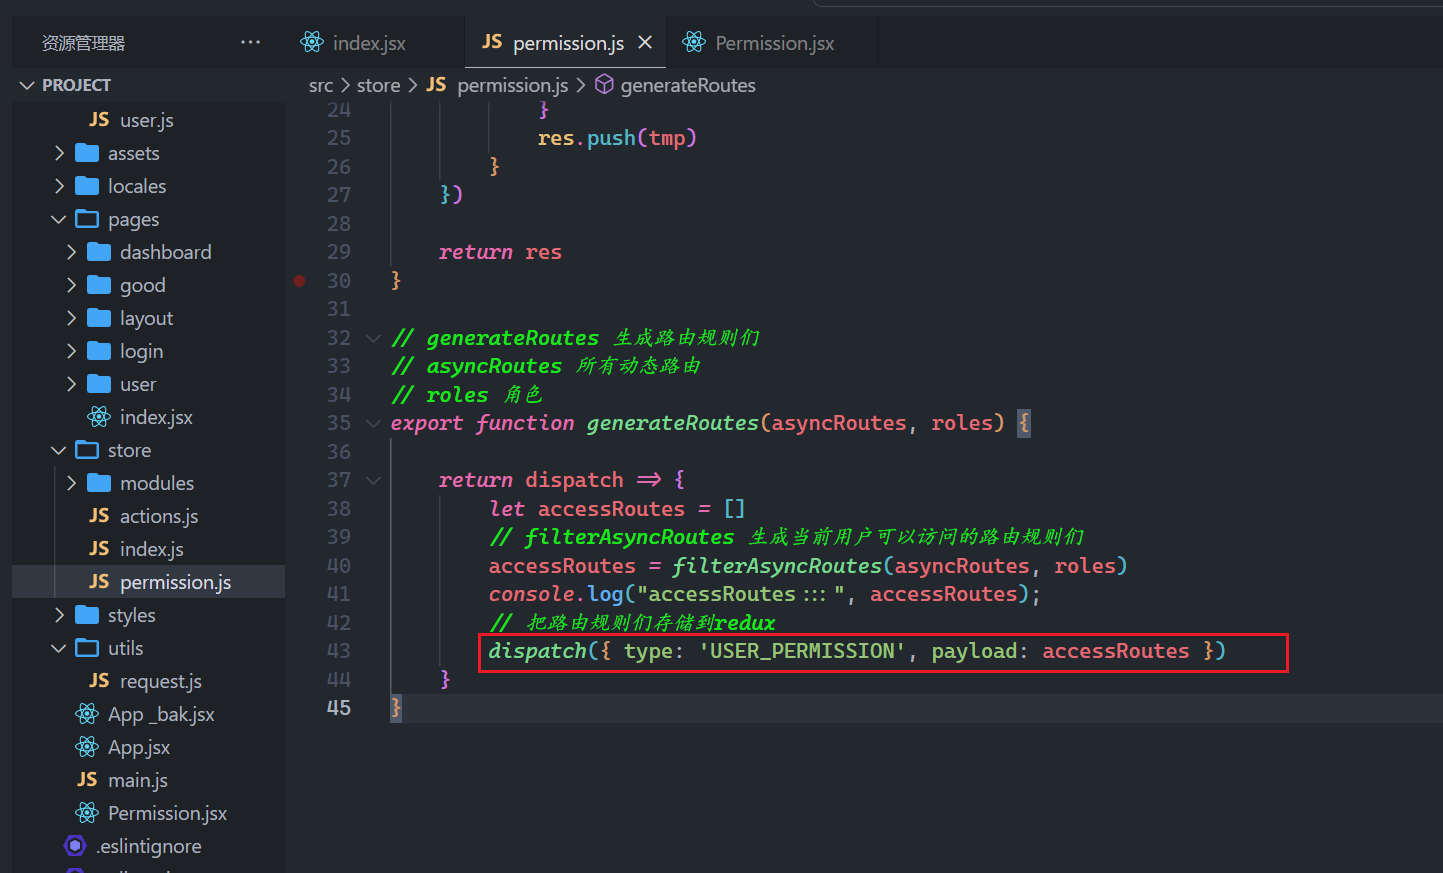 资源管理器 ···
index.jsx
JS permission.js
Permission.jsx
PROJECT
src > store > JS permission.js > generateRoutes
JS user.js
assets
locales
pages
dashboard
good
layout
login
user
index.jsx
store
modules
JS actions.js
JS index.js
JS permission.js
styles
utils
JS request.js
App _bak.jsx
App.jsx
JS main.js
Permission.jsx
.eslintignore
24 }
25 res.push(tmp)
26 }
27 })
28
29 return res
30 }
31
32 // generateRoutes 生成路由规则们
33 // asyncRoutes 所有动态路由
34 // roles 角色
35 export function generateRoutes(asyncRoutes, roles) {
36
37 return dispatch => {
38 let accessRoutes = []
39 // filterAsyncRoutes 生成当前用户可以访问的路由规则们
40 accessRoutes = filterAsyncRoutes(asyncRoutes, roles)
41 console.log("accessRoutes:::", accessRoutes);
42 // 把路由规则们存储到redux
43 dispatch({ type: 'USER_PERMISSION', payload: accessRoutes })
44 }
45 }